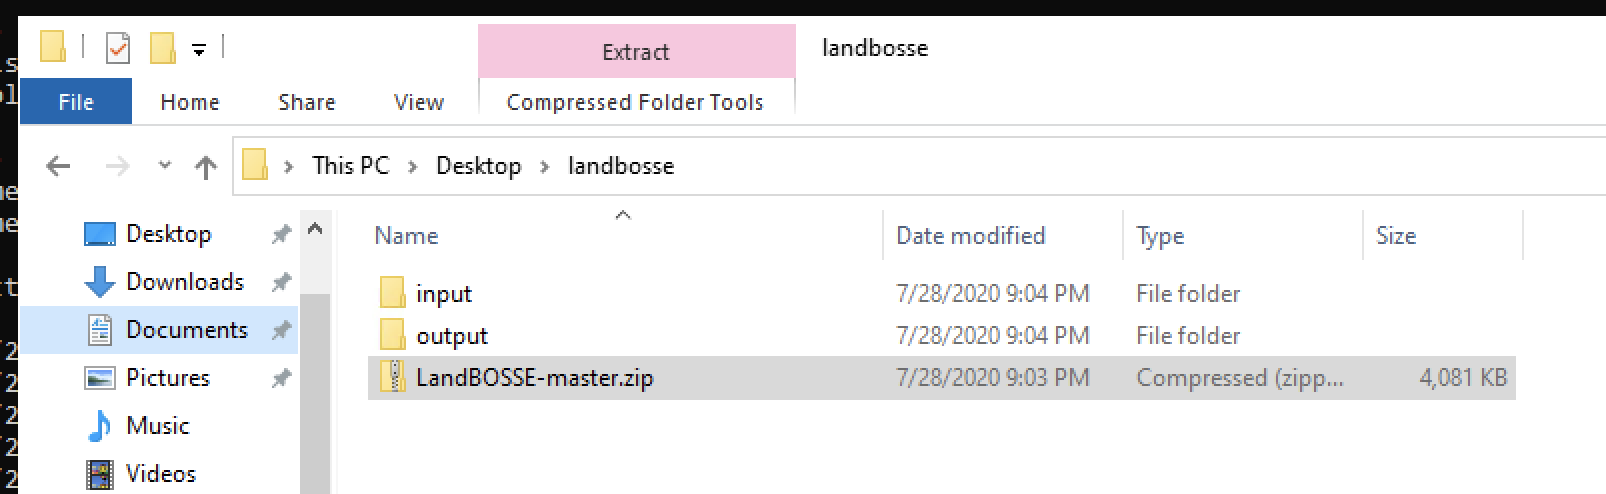 Extract
landbosse
File
Home
Share
View
Compressed Folder Tools
This PC
Desktop
landbosse
Desktop
Downloads
Documents
Pictures
Music
Videos
Name
Date modified
Type
Size
input
7/28/2020 9:04 PM
File folder
output
7/28/2020 9:04 PM
File folder
LandBOSSE-master.zip
7/28/2020 9:03 PM
Compressed (zipp...
4,081 KB